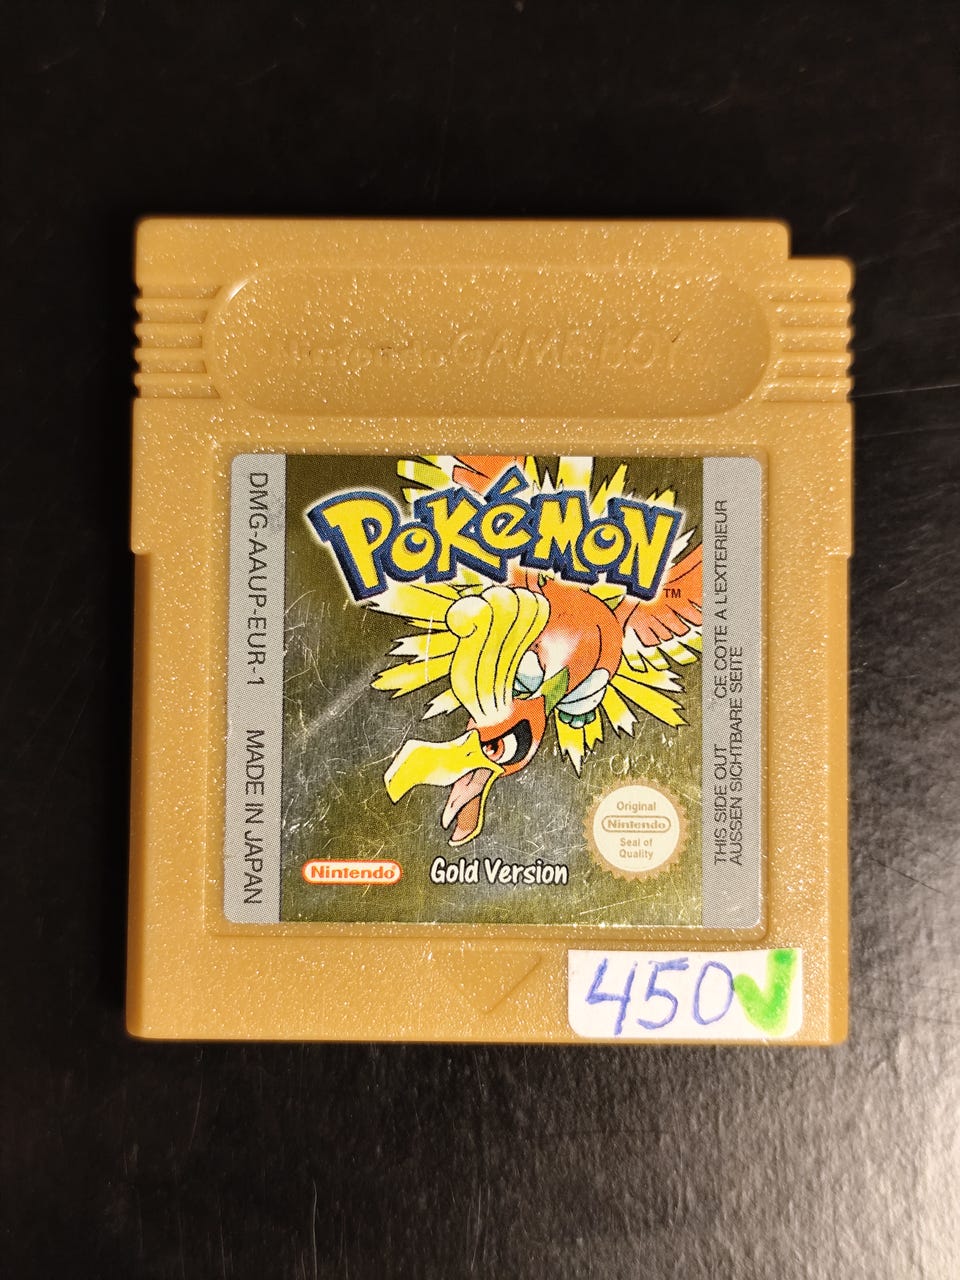 Nintendo GAME BOY
DMG-AAUP-EUR-1 MADE IN JAPAN
POKéMON
TM
Gold Version
Nintendo
Original
Nintendo
Seal of
Quality
THIS SIDE OUT CE COTE A L'EXTERIEUR
AUSSEN SICHTBARE SEITE
450